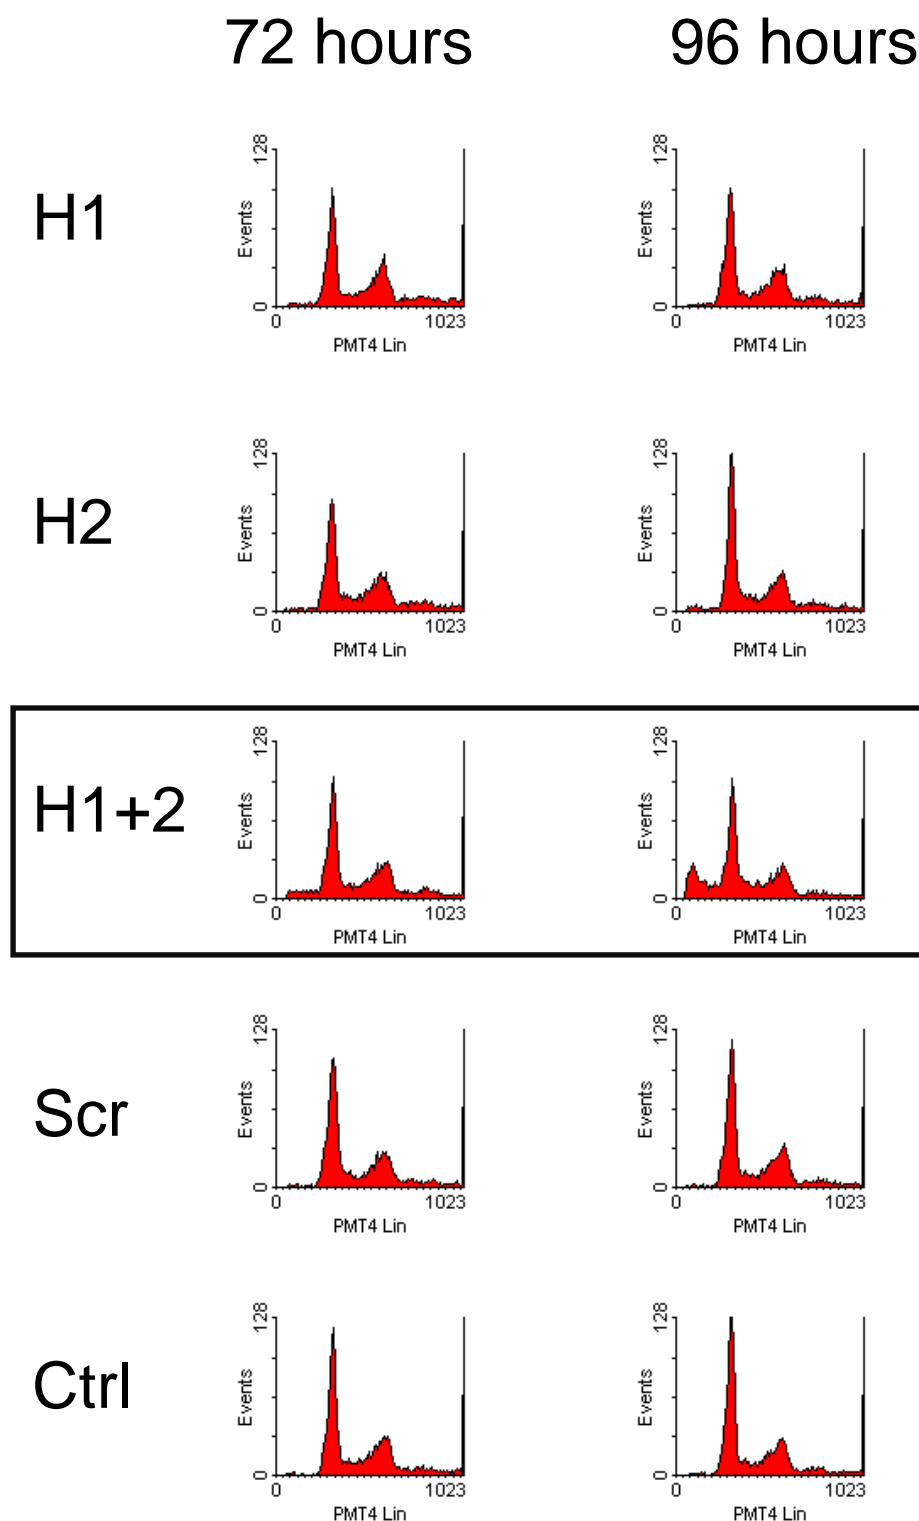 72 hours 96 hours
H1
128 128
Events Events
0 0
0 1023 0 1023
PMT4 Lin PMT4 Lin
H2
128 128
Events Events
0 0
0 1023 0 1023
PMT4 Lin PMT4 Lin
H1+2
128 128
Events Events
0 0
0 1023 0 1023
PMT4 Lin PMT4 Lin
Scr
128 128
Events Events
0 0
0 1023 0 1023
PMT4 Lin PMT4 Lin
Ctrl
128 128
Events Events
0 0
0 1023 0 1023
PMT4 Lin PMT4 Lin